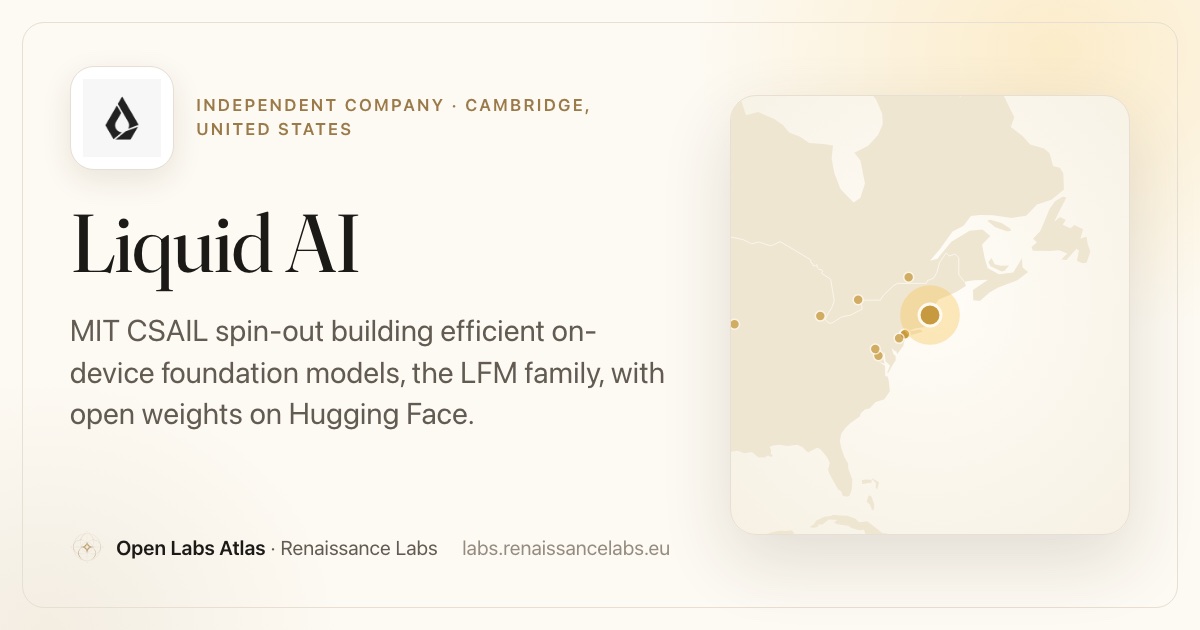 INDEPENDENT COMPANY · CAMBRIDGE,
UNITED STATES
Liquid AI
MIT CSAIL spin-out building efficient on-
device foundation models, the LFM family, with
open weights on Hugging Face.
Open Labs Atlas · Renaissance Labs labs.renaissancelabs.eu